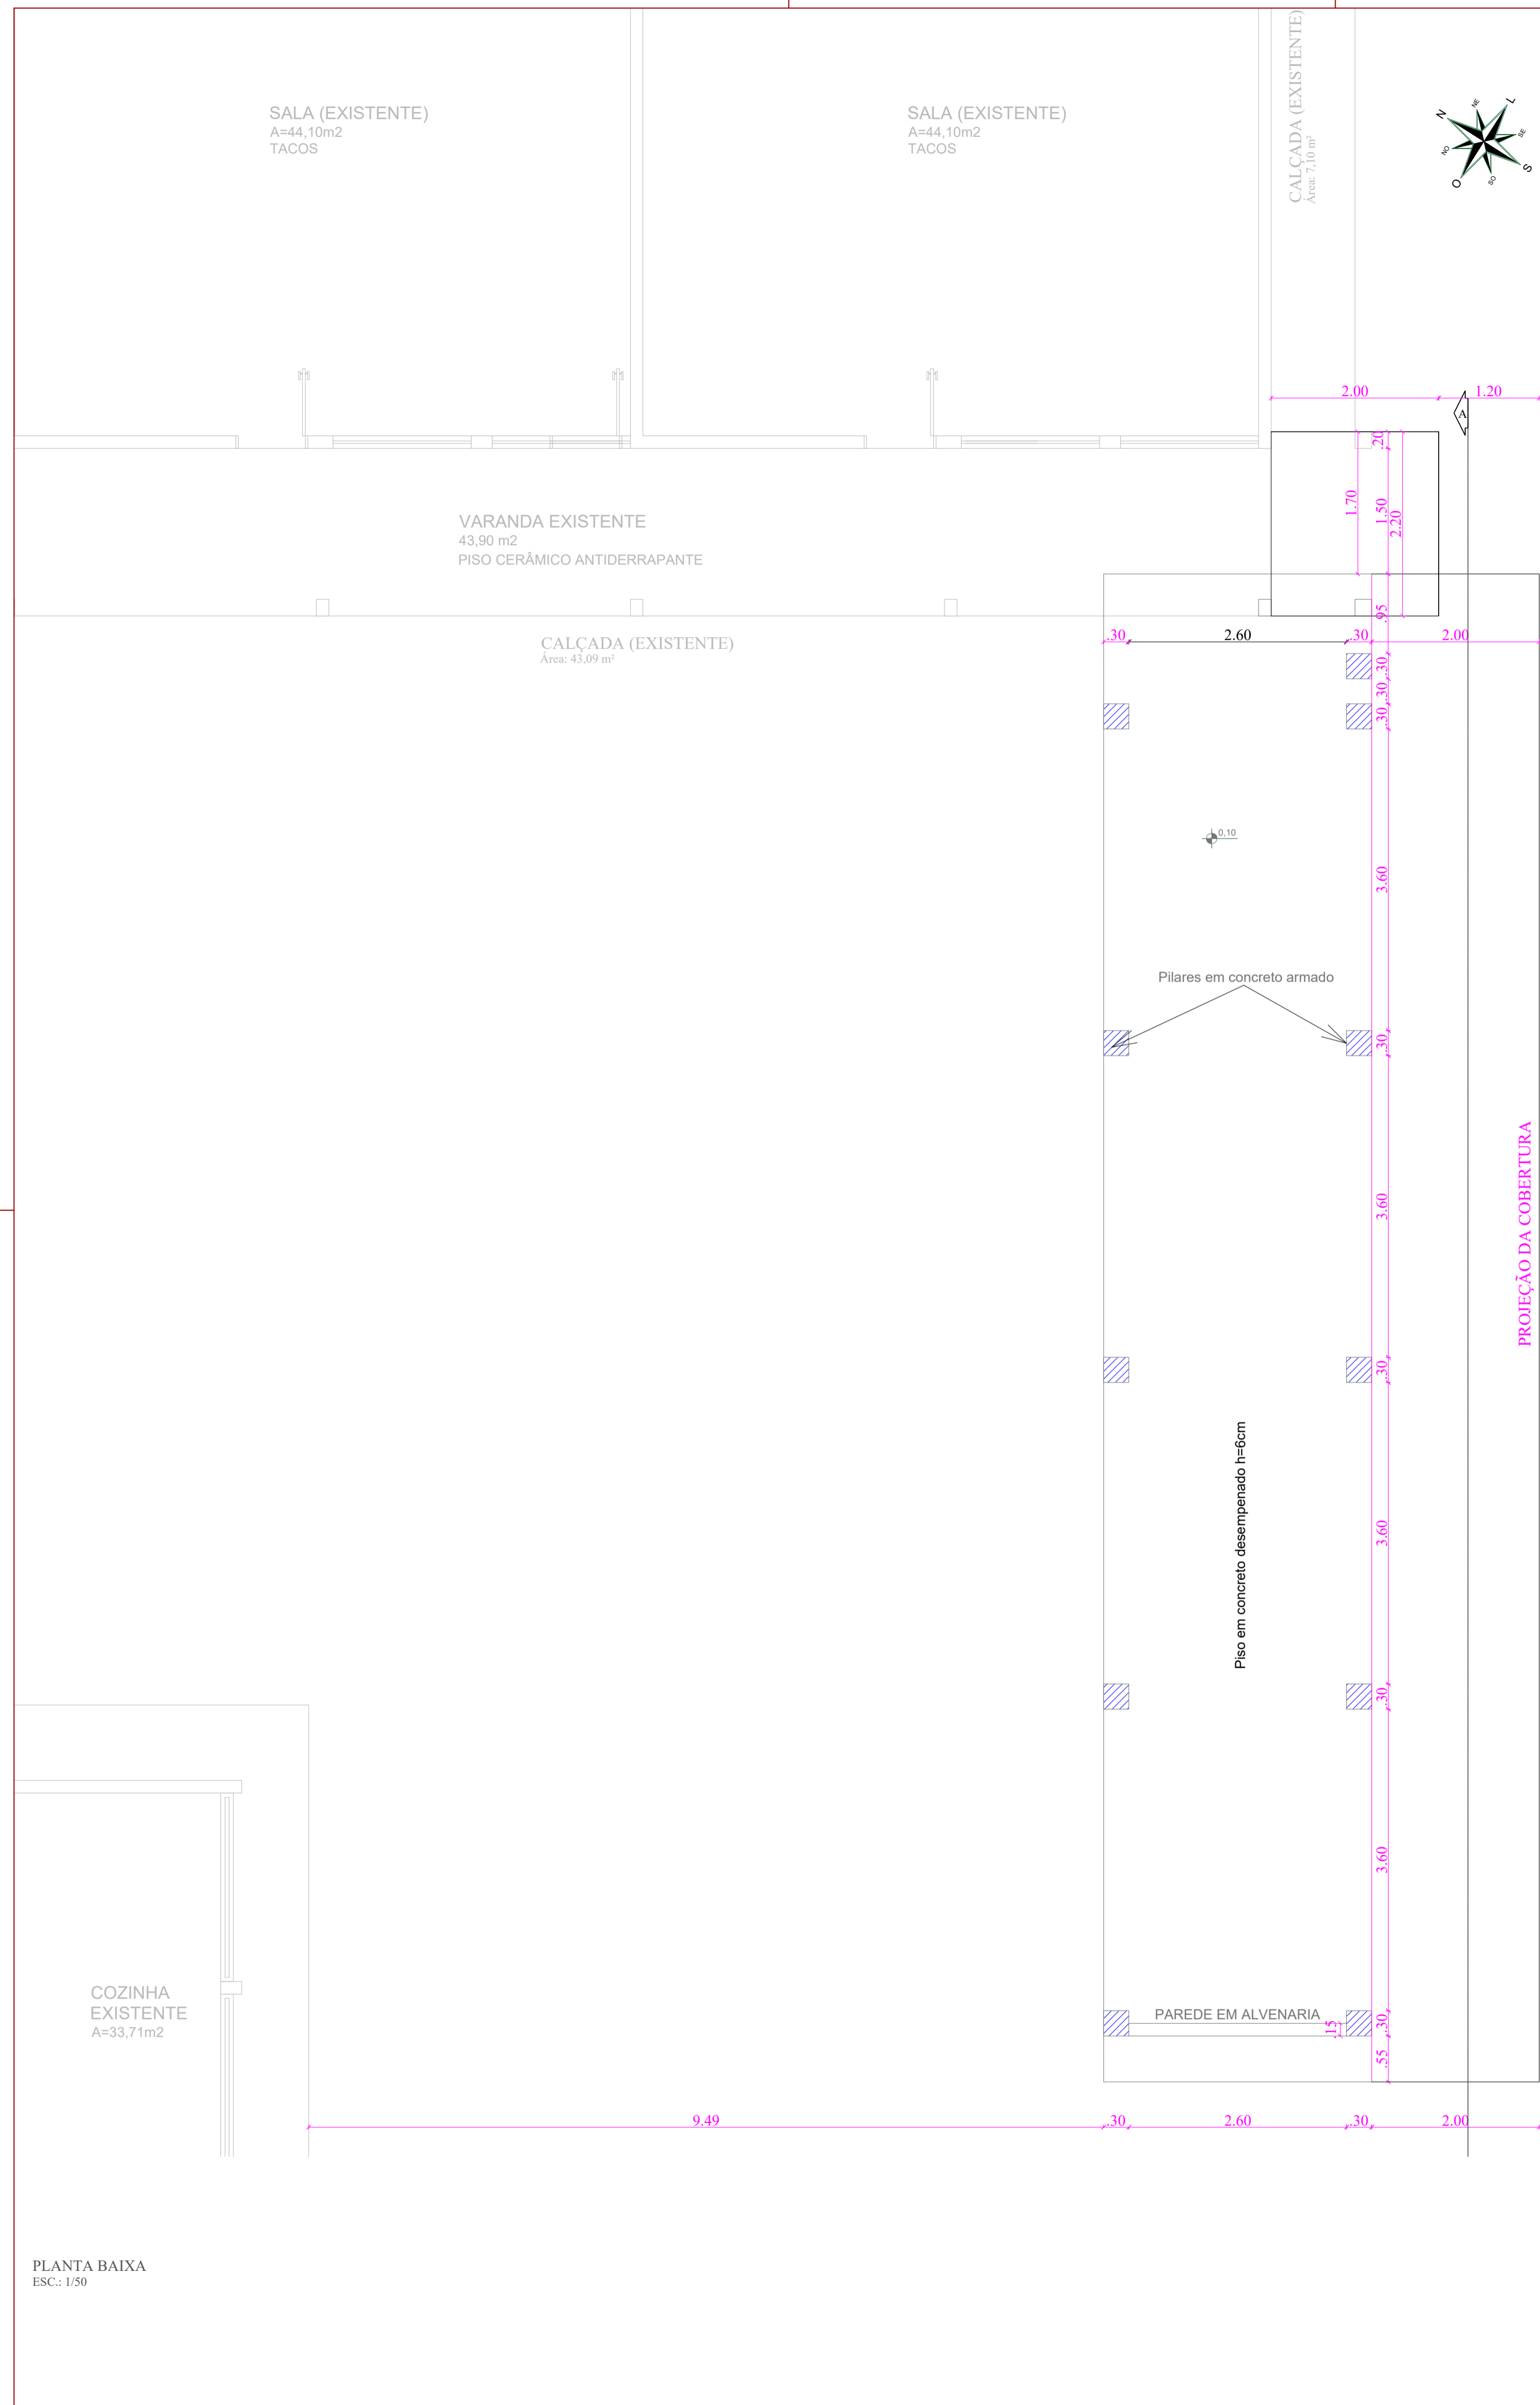 SALA (EXISTENTE)
A=44,10m2
TACOS
SALA (EXISTENTE)
A=44,10m2
TACOS
CALÇADA (EXISTENTE)
Área: 7,10 m²
N
NE
L
SE
S
SO
O
NO
2.00
1.20
A
.20
1.70
1.50
2.20
VARANDA EXISTENTE
43,90 m2
PISO CERÂMICO ANTIDERRAPANTE
CALÇADA (EXISTENTE)
Área: 43,09 m²
.95
.30
2.60
.30
2.00
.30
.30
.30
0,10
3.60
Pilares em concreto armado
.30
PROJEÇÃO DA COBERTURA
3.60
.30
Piso em concreto desempenado h=6cm
3.60
.30
3.60
COZINHA
EXISTENTE
A=33,71m2
PAREDE EM ALVENARIA
.15
.30
.55
9.49
.30
2.60
.30
2.00
PLANTA BAIXA
ESC.: 1/50